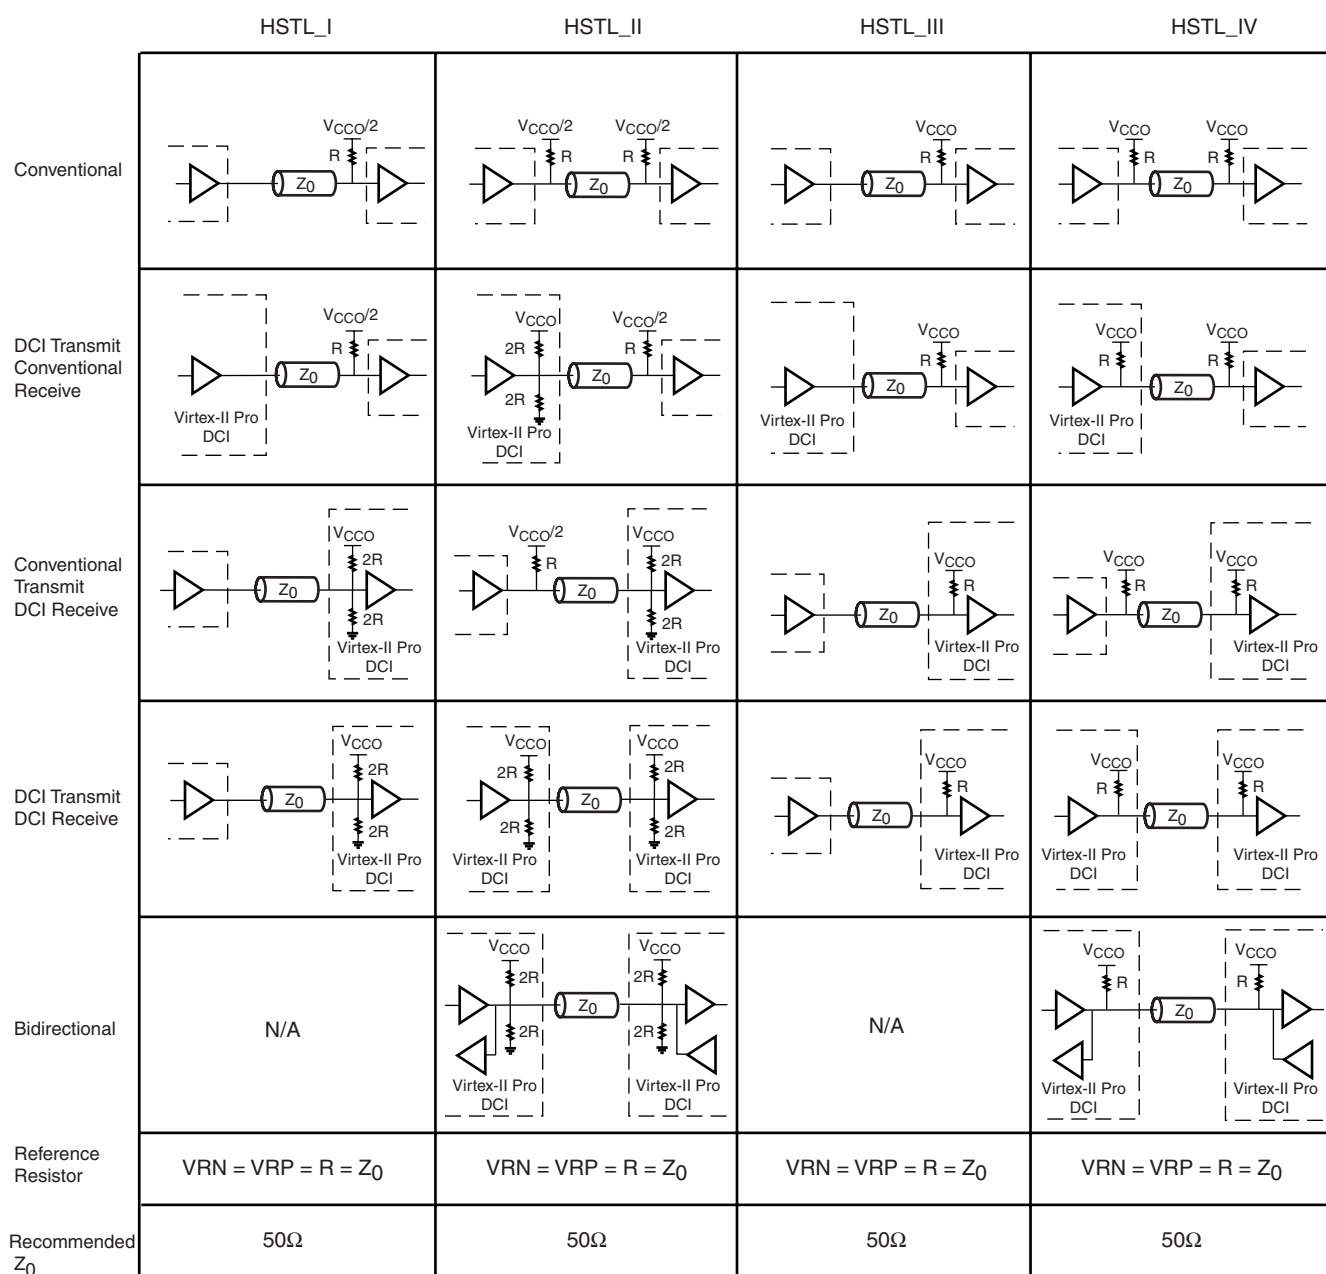 HSTL_I HSTL_II HSTL_III HSTL_IV
Conventional
VCCO/2 VCCO/2 VCCO/2 VCCO VCCO VCCO
R R R R R R
Z0 Z0 Z0 Z0
DCI Transmit
Conventional
Receive
VCCO/2 VCCO VCCO/2 VCCO VCCO VCCO
R 2R R R R R
Z0 Z0 Z0 Z0
2R
Virtex-II Pro
DCI
Virtex-II Pro
DCI
Virtex-II Pro
DCI
Virtex-II Pro
DCI
Conventional
Transmit
DCI Receive
VCCO VCCO/2 VCCO VCCO VCCO VCCO
2R R 2R R R R
Z0 Z0 Z0 Z0
2R 2R
Virtex-II Pro
DCI
Virtex-II Pro
DCI
Virtex-II Pro
DCI
Virtex-II Pro
DCI
DCI Transmit
DCI Receive
VCCO VCCO VCCO VCCO VCCO VCCO
2R 2R 2R R R R
Z0 Z0 Z0 Z0
2R 2R 2R
Virtex-II Pro
DCI
Virtex-II Pro
DCI
Virtex-II Pro
DCI
Virtex-II Pro
DCI
Virtex-II Pro
DCI
Virtex-II Pro
DCI
Bidirectional
N/A
VCCO VCCO
2R 2R
Z0
2R 2R
Virtex-II Pro
DCI
Virtex-II Pro
DCI
N/A
VCCO VCCO
R R
Z0
Virtex-II Pro
DCI
Virtex-II Pro
DCI
Reference
Resistor
VRN = VRP = R = Z0 VRN = VRP = R = Z0 VRN = VRP = R = Z0 VRN = VRP = R = Z0
Recommended
Z0
50Ω 50Ω 50Ω 50Ω